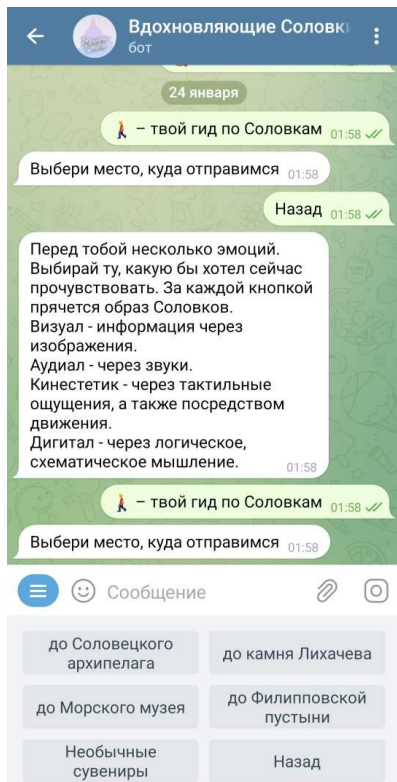 Вдохновляющие Соловк
бот
24 января
– твой гид по Соловкам 01:58
Выбери место, куда отправимся 01:58
Назад 01:58
Перед тобой несколько эмоций.
Выбирай ту, какую бы хотел сейчас
прочувствовать. За каждой кнопкой
прячется образ Соловков.
Визуал - информация через
изображения.
Аудиал - через звуки.
Кинестетик - через тактильные
ощущения, а также посредством
движения.
Дигитал - через логическое,
схематическое мышление. 01:58
– твой гид по Соловкам 01:58
Выбери место, куда отправимся 01:58
Сообщение
до Соловецкого
архипелага
до камня Лихачева
до Морского музея
до Филипповской
пустыни
Необычные
сувениры
Назад